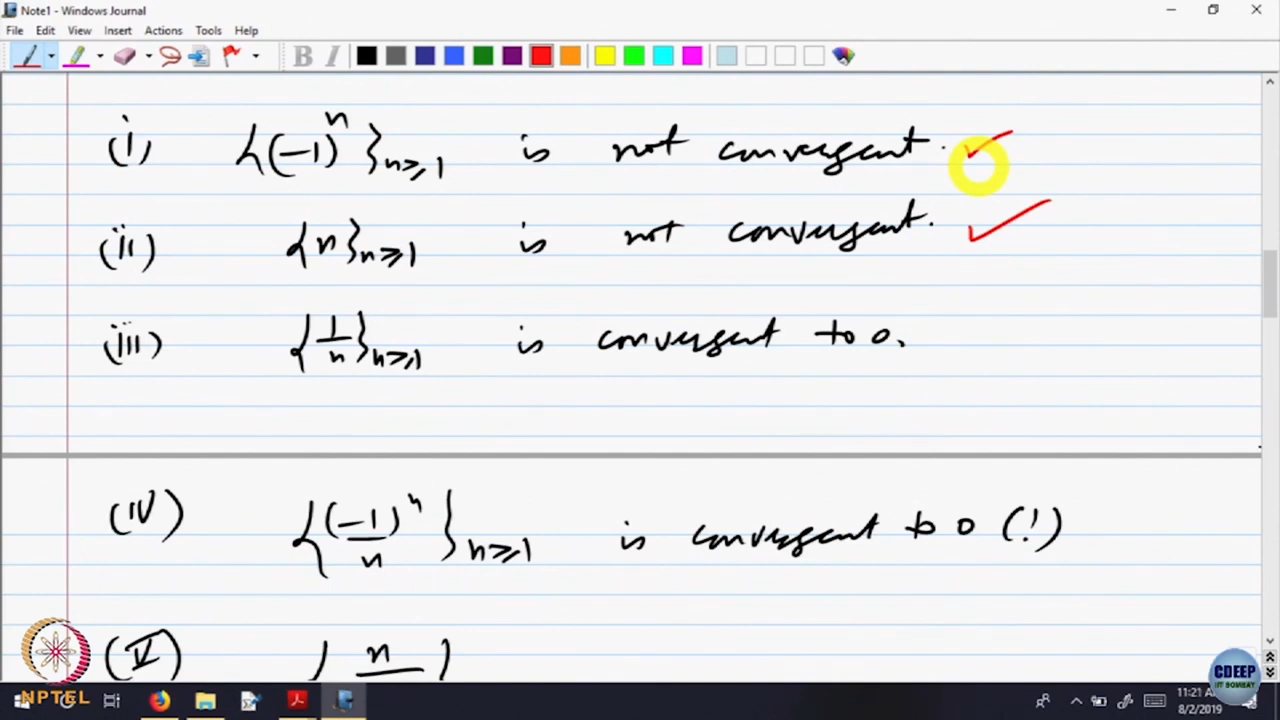 Note1 - Windows Journal
File Edit View Insert Actions Tools Help
B I
(i) {(-1)^n}_{n≥1} is not convergent. ✓
(ii) {n}_{n≥1} is not convergent. ✓
(iii) {1/n}_{n≥1} is convergent to 0.
(iv) {(-1)^n/n}_{n≥1} is convergent to 0 (!)
(V) { n }
NPTEL
CDEEP
IIT BOMBAY
11:21 A
8/2/2019